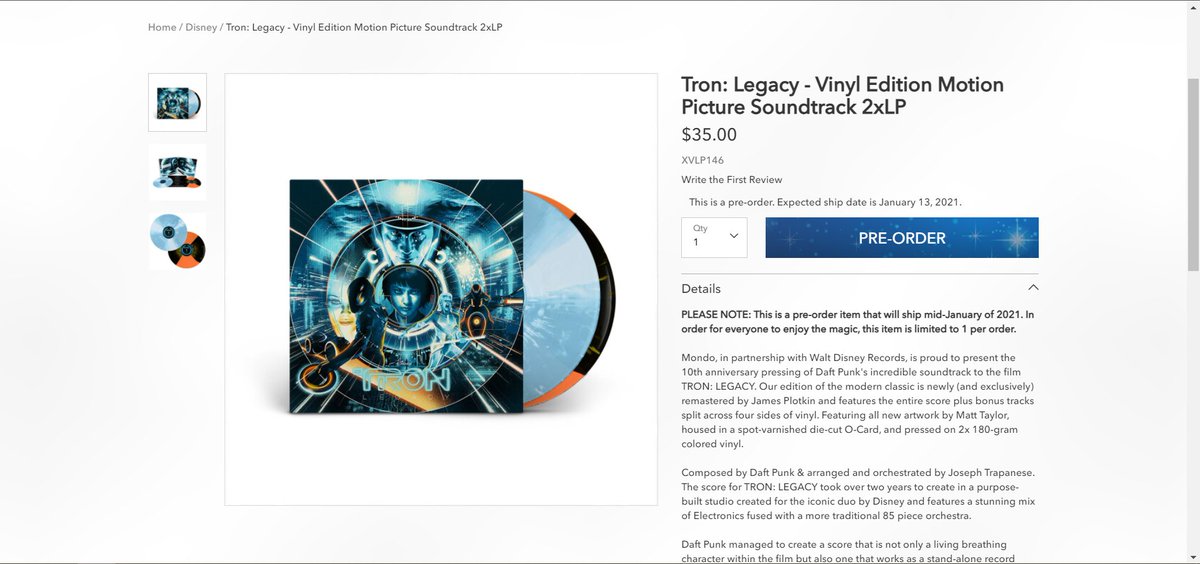 Home / Disney / Tron: Legacy - Vinyl Edition Motion Picture Soundtrack 2xLP
TRON
LEGACY
Tron: Legacy - Vinyl Edition Motion
Picture Soundtrack 2xLP
$35.00
XVLP146
Write the First Review
This is a pre-order. Expected ship date is January 13, 2021.
Qty
1
PRE-ORDER
Details
PLEASE NOTE: This is a pre-order item that will ship mid-January of 2021. In
order for everyone to enjoy the magic, this item is limited to 1 per order.
Mondo, in partnership with Walt Disney Records, is proud to present the
10th anniversary pressing of Daft Punk's incredible soundtrack to the film
TRON: LEGACY. Our edition of the modern classic is newly (and exclusively)
remastered by James Plotkin and features the entire score plus bonus tracks
split across four sides of vinyl. Featuring all new artwork by Matt Taylor,
housed in a spot-varnished die-cut O-Card, and pressed on 2x 180-gram
colored vinyl.
Composed by Daft Punk & arranged and orchestrated by Joseph Trapanese.
The score for TRON: LEGACY took over two years to create in a purpose-
built studio created for the iconic duo by Disney and features a stunning mix
of Electronics fused with a more traditional 85 piece orchestra.
Daft Punk managed to create a score that is not only a living breathing
character within the film but also one that works as a stand-alone record